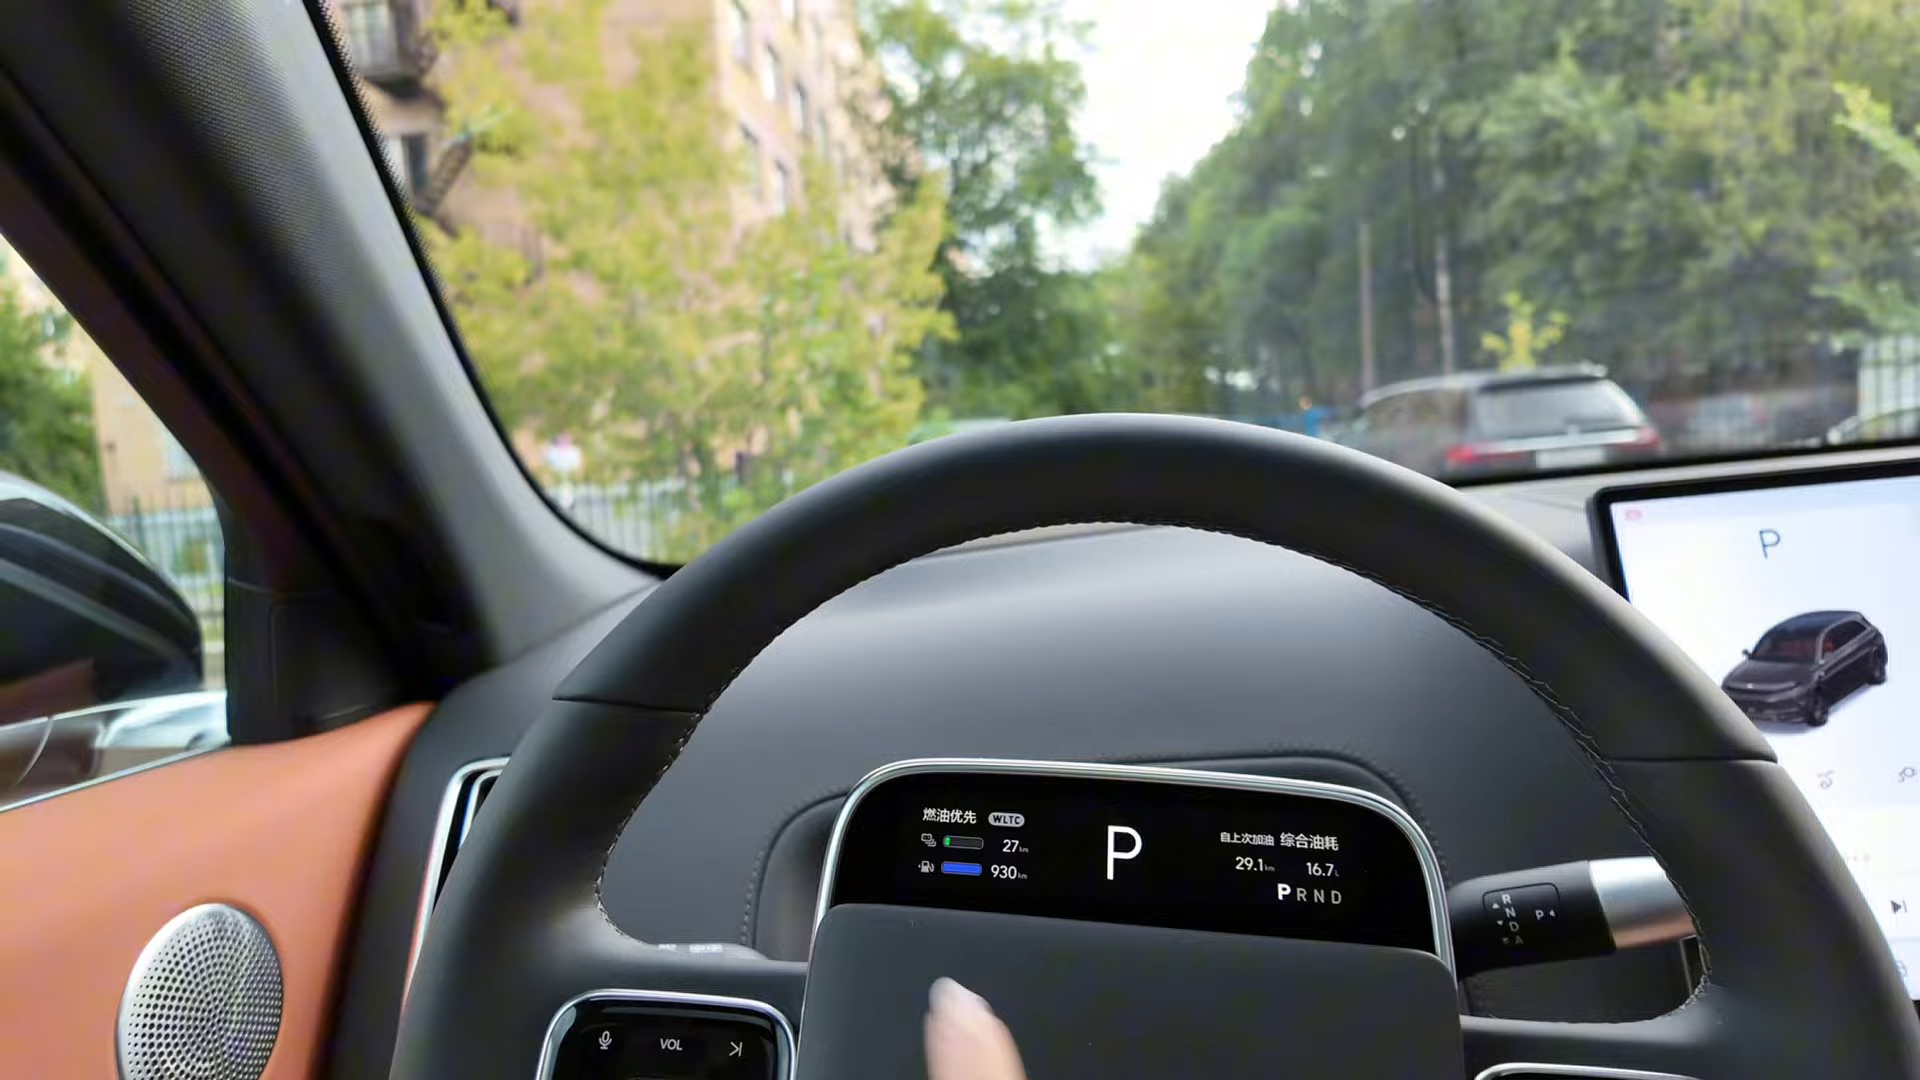 P
燃油优先 WLTC
27km
930km
P
自上次加油 综合油耗
29.1km 16.7L
P R N D
R
N
D
A
P
VOL